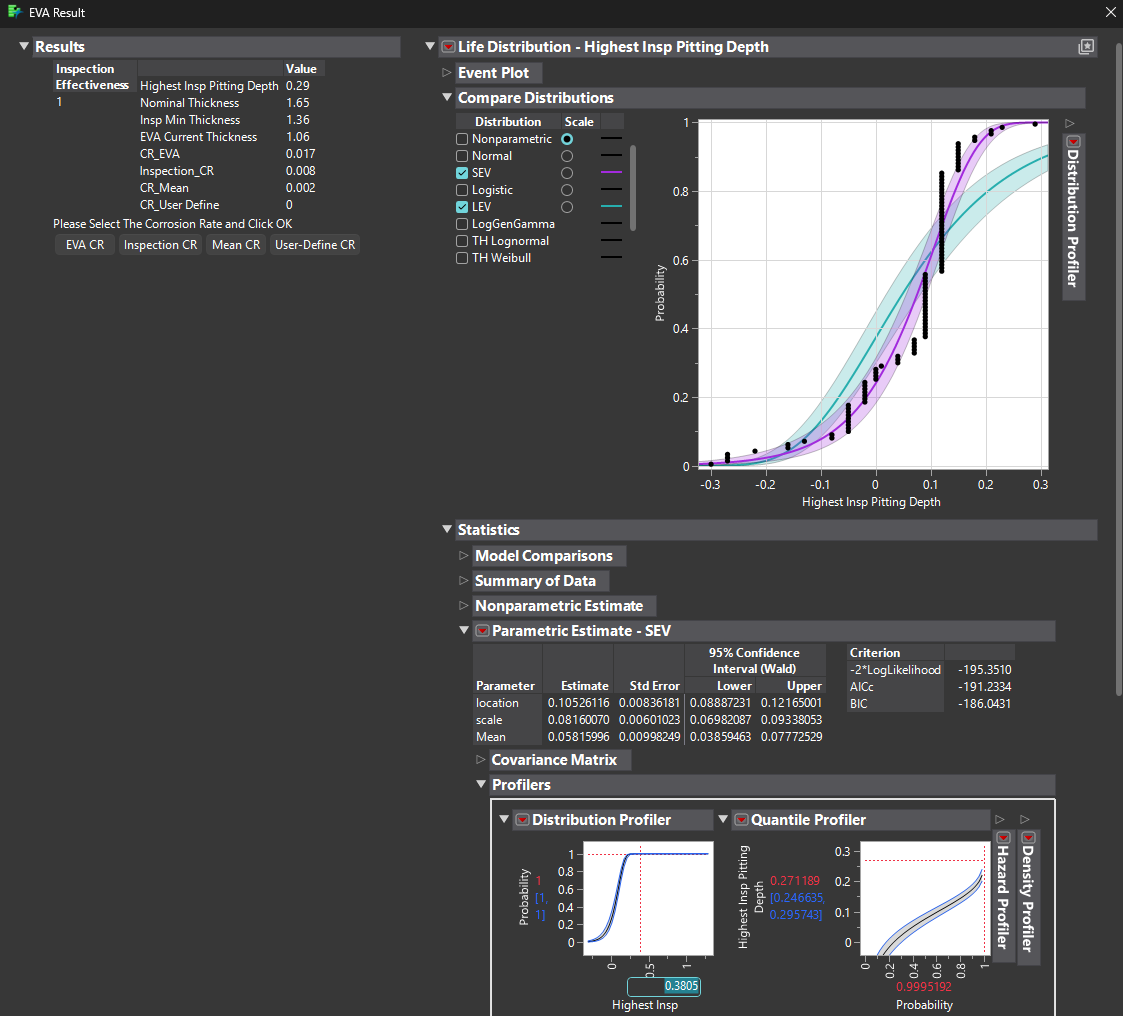 EVA Result
Results
Inspection Effectiveness Value
1 Highest Insp Pitting Depth 0.29
Nominal Thickness 1.65
Insp Min Thickness 1.36
EVA Current Thickness 1.06
CR_EVA 0.017
Inspection_CR 0.008
CR_Mean 0.002
CR_User Define 0
Please Select The Corrosion Rate and Click OK
EVA CR Inspection CR Mean CR User-Define CR
Life Distribution - Highest Insp Pitting Depth
Event Plot
Compare Distributions
Distribution Scale
Nonparametric
Normal
SEV
Logistic
LEV
LogGenGamma
TH Lognormal
TH Weibull
Probability
1
0.8
0.6
0.4
0.2
0
-0.3 -0.2 -0.1 0 0.1 0.2 0.3
Highest Insp Pitting Depth
Distribution Profiler
Statistics
Model Comparisons
Summary of Data
Nonparametric Estimate
Parametric Estimate - SEV
95% Confidence
Interval (Wald)
Parameter Estimate Std Error Lower Upper
location 0.10526116 0.00836181 0.08887231 0.12165001
scale 0.08160070 0.00601023 0.06982087 0.09338053
Mean 0.05815996 0.00998249 0.03859463 0.07772529
Criterion
-2*LogLikelihood -195.3510
AICc -191.2334
BIC -186.0431
Covariance Matrix
Profilers
Distribution Profiler
Probability
1
[1,
1]
1
0.8
0.6
0.4
0.2
0
0 0.5 1
0.3805
Highest Insp
Quantile Profiler
Highest Insp Pitting
Depth
0.271189
[0.246635,
0.295743]
0.3
0.2
0.1
0
0 0.2 0.4 0.6 0.8 1
0.9995192
Probability
Hazard Profiler
Density Profiler